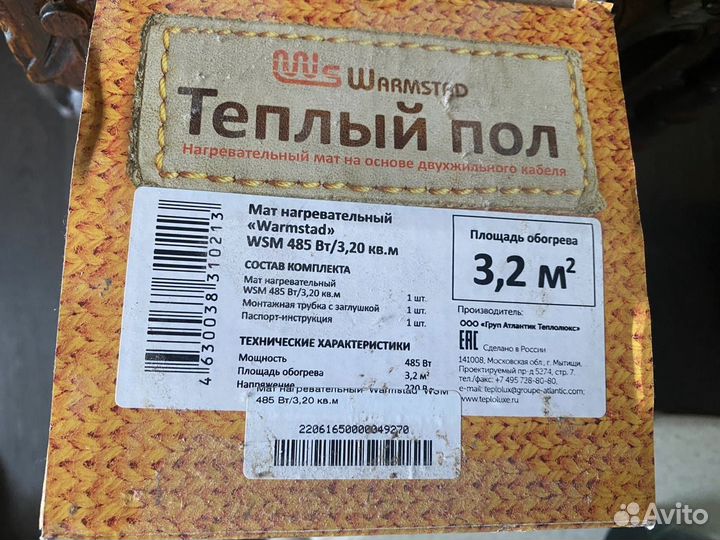 WS WARMSTAD
ТЕПЛЫЙ ПОЛ
Нагревательный мат на основе двухжильного кабеля
4630038310213
Мат нагревательный
«Warmstad»
WSM 485 Вт/3,20 кв.м
СОСТАВ КОМПЛЕКТА
Мат нагревательный
WSM 485 Вт/3,20 кв.м 1 шт.
Монтажная трубка с заглушкой 1 шт.
Паспорт-инструкция 1 шт.
ТЕХНИЧЕСКИЕ ХАРАКТЕРИСТИКИ
Мощность 485 Вт
Площадь обогрева 3,2 м²
Напряжение 220 В
Площадь обогрева
3,2 м²
Производитель:
ООО «Груп Атлантик Теплолюкс»
EAC Сделано в России
141008, Московская обл., г. Мытищи,
Проектируемый пр-д 5274, стр. 7.
тел./факс: +7 495 728-80-80,
e-mail: teplolux@groupe-atlantic.com/
www.teploluxe.ru
Мат нагревательный Warmstad WSM
485 Вт/3,20 кв.м
2206165000049270
Avito